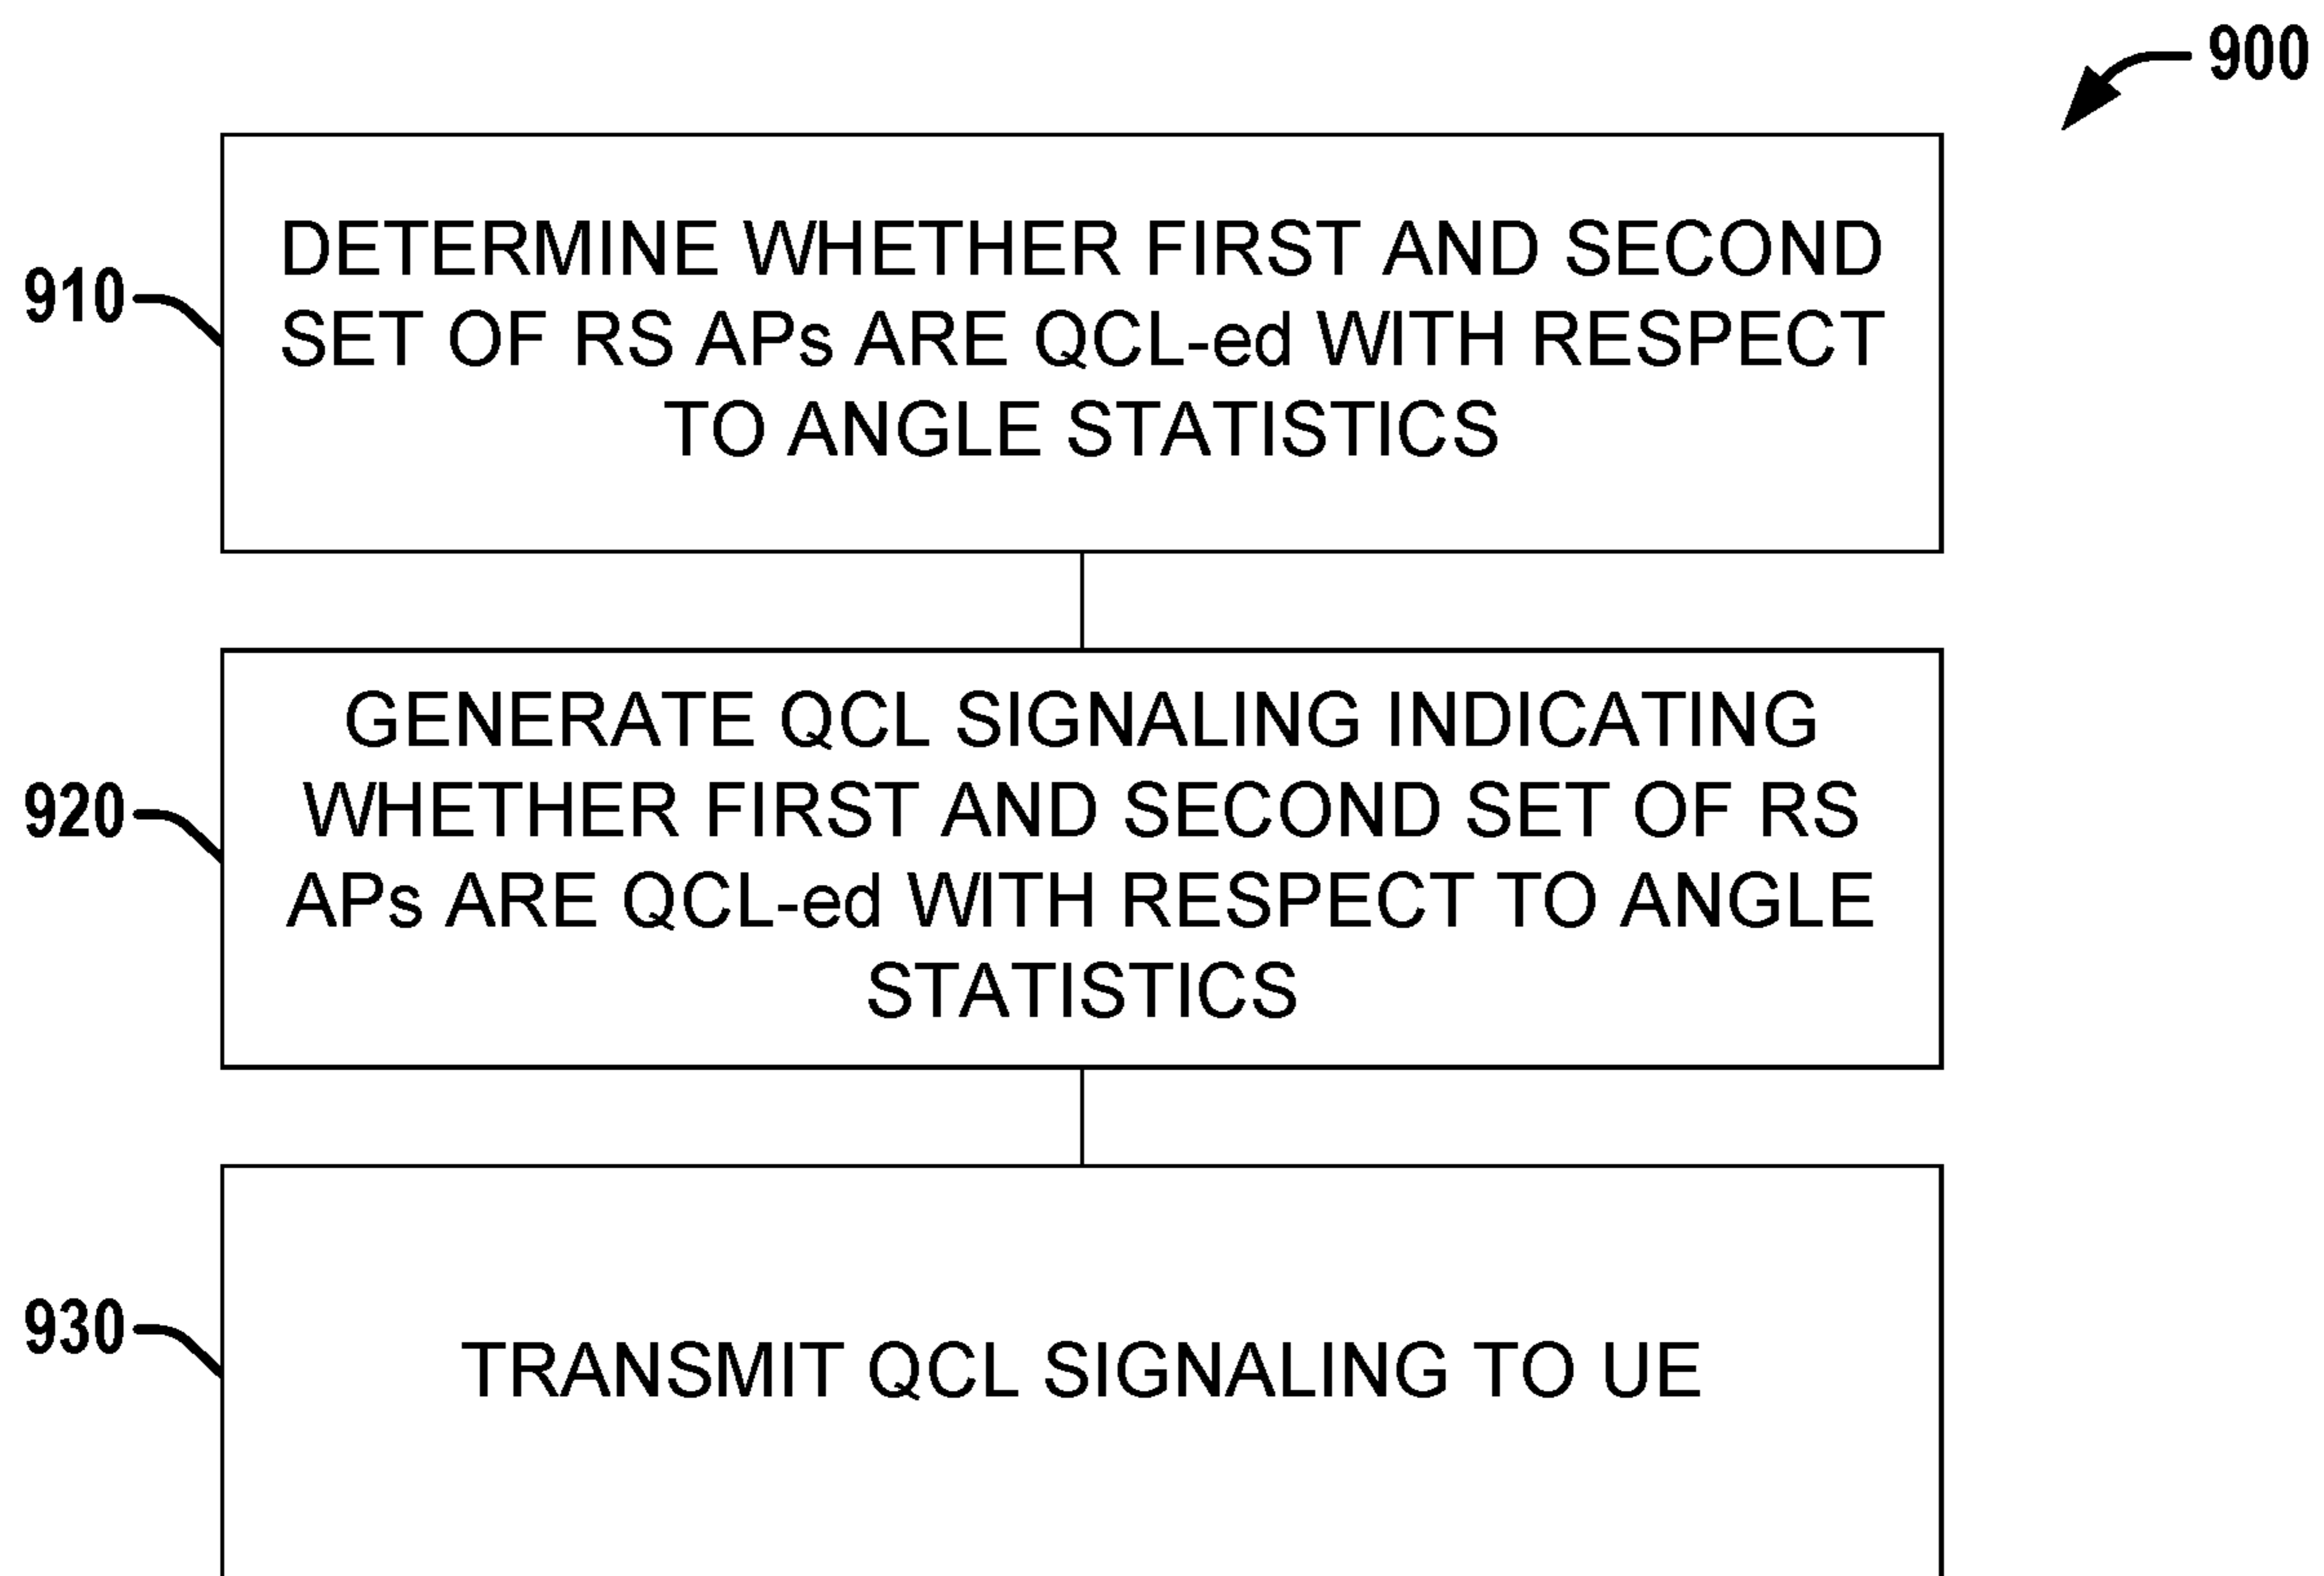 900
910
DETERMINE WHETHER FIRST AND SECOND
SET OF RS APs ARE QCL-ed WITH RESPECT
TO ANGLE STATISTICS
920
GENERATE QCL SIGNALING INDICATING
WHETHER FIRST AND SECOND SET OF RS
APs ARE QCL-ed WITH RESPECT TO ANGLE
STATISTICS
930
TRANSMIT QCL SIGNALING TO UE